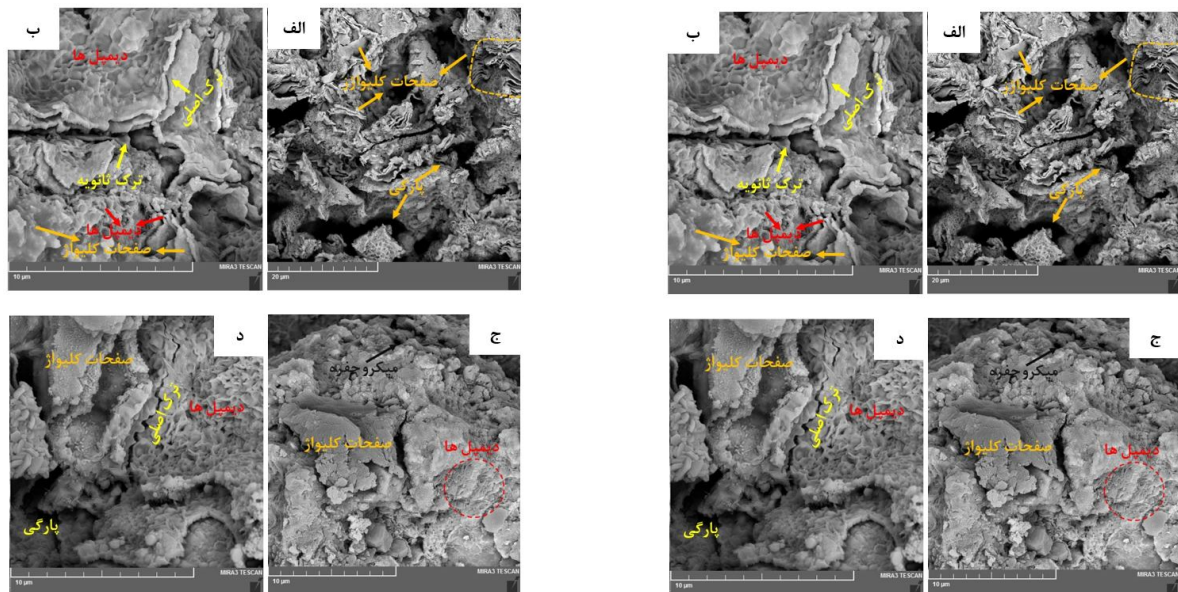 الف
صفحات کلیواژ
پارگی
20 µm
MIRA3 TESCAN
ب
دیمپل ها
ترک اصلی
ترک ثانویه
دیمپل ها
صفحات کلیواژ
10 µm
MIRA3 TESCAN
الف
صفحات کلیواژ
پارگی
20 µm
MIRA3 TESCAN
ب
دیمپل ها
ترک اصلی
ترک ثانویه
دیمپل ها
صفحات کلیواژ
10 µm
MIRA3 TESCAN
ج
میکرو حفره
صفحات کلیواژ
دیمپل ها
10 µm
MIRA3 TESCAN
د
صفحات کلیواژ
ترک اصلی
دیمپل ها
پارگی
10 µm
MIRA3 TESCAN
ج
میکرو حفره
صفحات کلیواژ
دیمپل ها
10 µm
MIRA3 TESCAN
د
صفحات کلیواژ
ترک اصلی
دیمپل ها
پارگی
10 µm
MIRA3 TESCAN